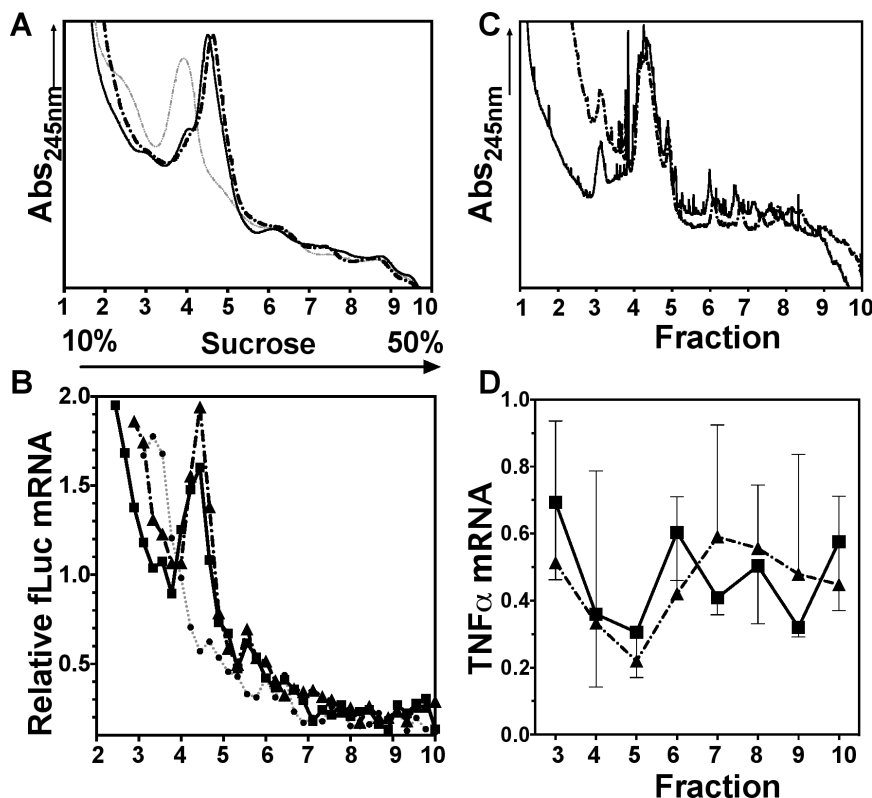 A
Abs245nm
1 2 3 4 5 6 7 8 9 10
10% Sucrose 50%
B
Relative fLuc mRNA
2.0
1.5
1.0
0.5
2 3 4 5 6 7 8 9 10
C
Abs245nm
1 2 3 4 5 6 7 8 9 10
Fraction
D
TNFα mRNA
1.0
0.8
0.6
0.4
0.2
0.0
3 4 5 6 7 8 9 10
Fraction